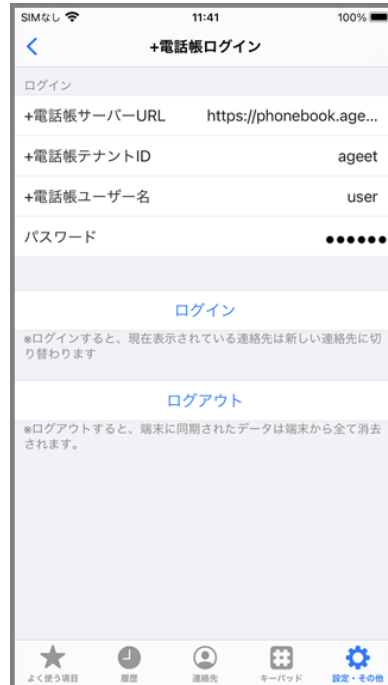 SIMなし 11:41 100%
+電話帳ログイン
ログイン
+電話帳サーバーURL https://phonebook.age...
+電話帳テナントID ageet
+電話帳ユーザー名 user
パスワード ●●●●●●
ログイン
※ログインすると、現在表示されている連絡先は新しい連絡先に切
り替わります
ログアウト
※ログアウトすると、端末に同期されたデータは端末から全て消去
されます。
よく使う項目 履歴 連絡先 キーパッド 設定・その他